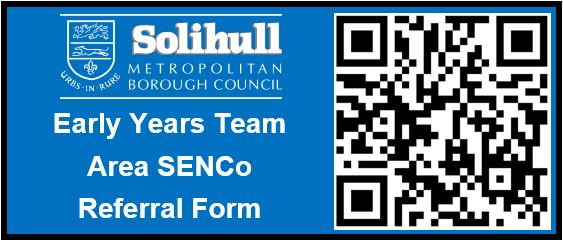 Solihull
METROPOLITAN
BOROUGH COUNCIL
URBS-IN-RURE
Early Years Team
Area SENCo
Referral Form